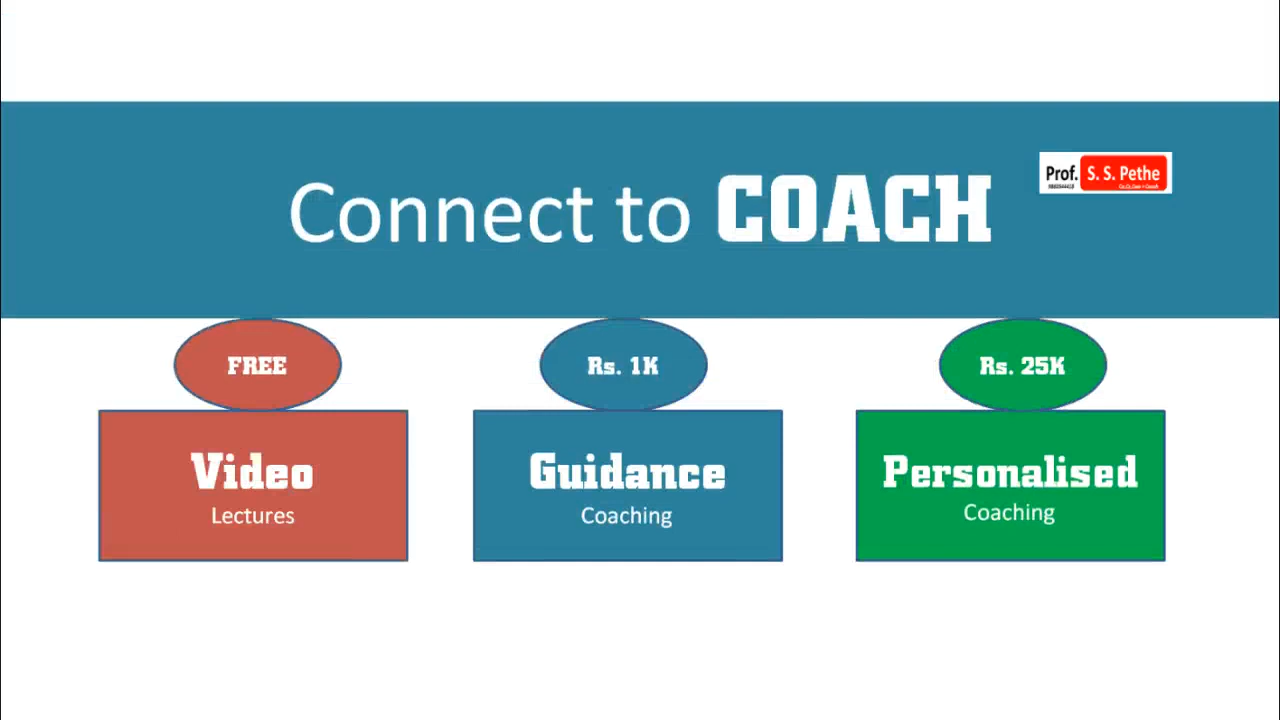 Connect to COACH
Prof. S. S. Pethe
FREE
Rs. 1K
Rs. 25K
Video
Lectures
Guidance
Coaching
Personalised
Coaching